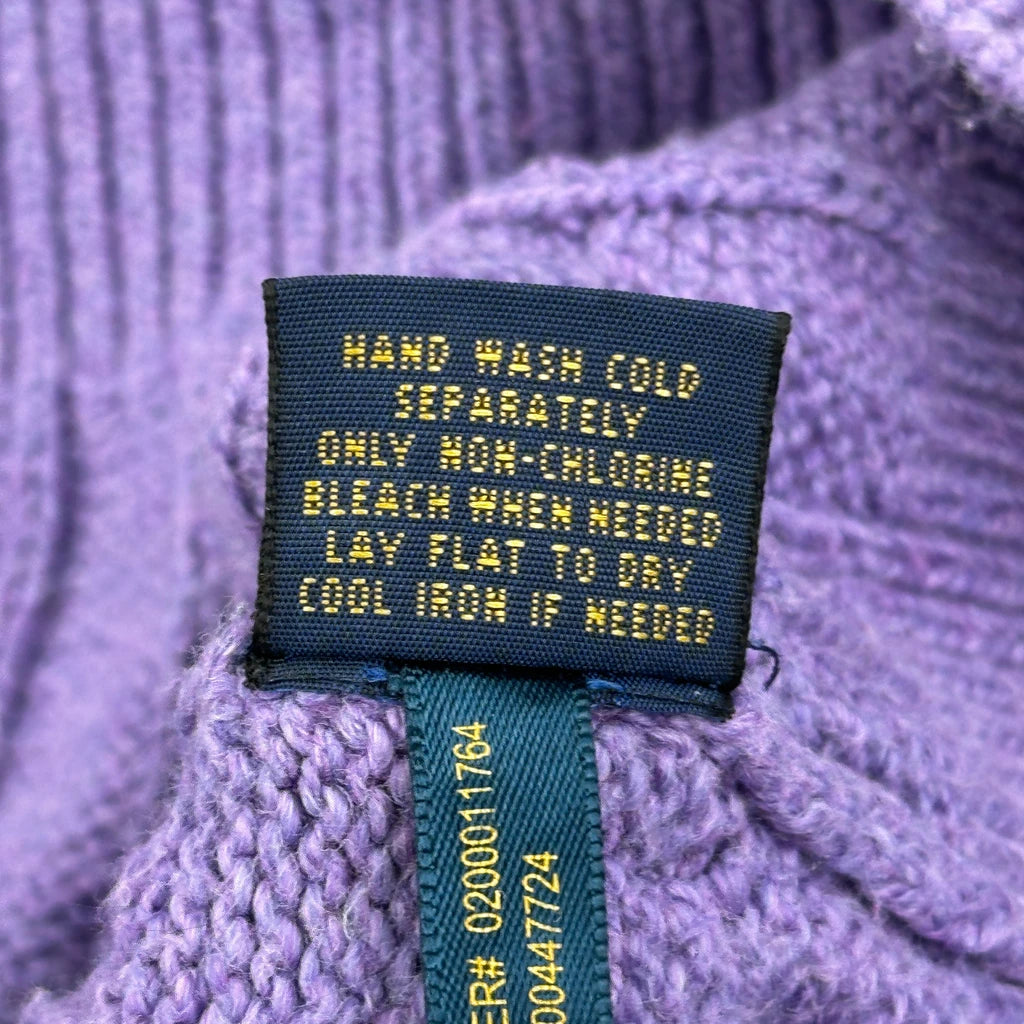 HAND WASH COLD
SEPARATELY
ONLY NON-CHLORINE
BLEACH WHEN NEEDED
LAY FLAT TO DRY
COOL IRON IF NEEDED
ER# 0200011764
00447724